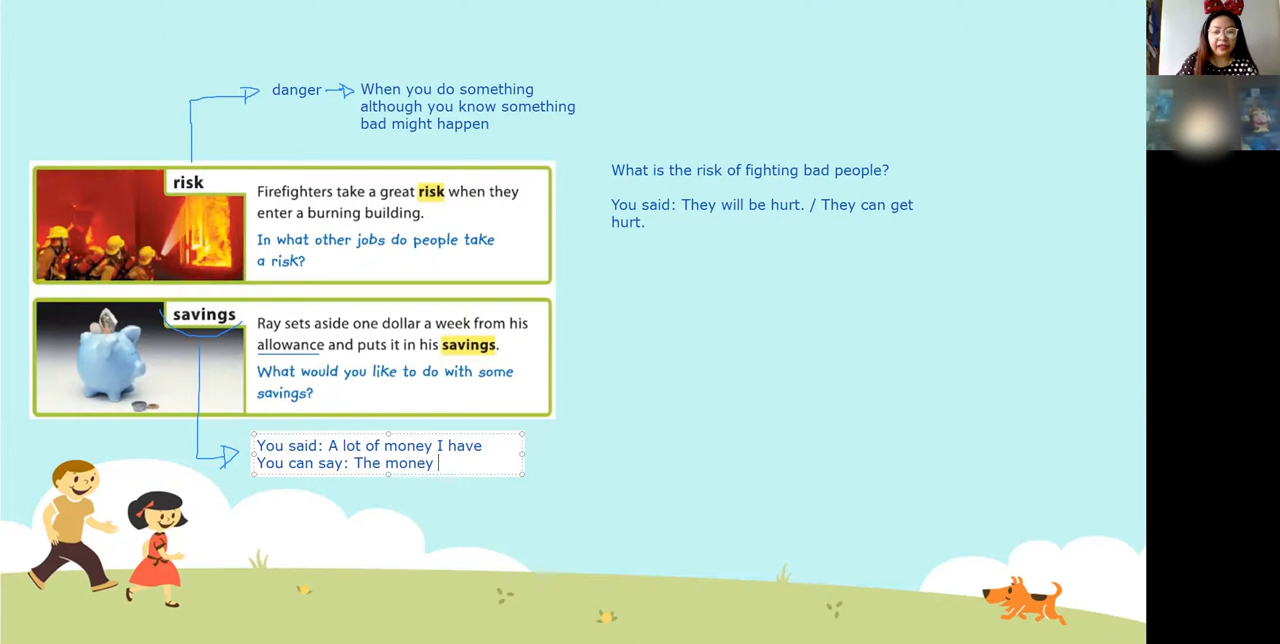 danger
When you do something
although you know something
bad might happen
risk
Firefighters take a great risk when they
enter a burning building.
In what other jobs do people take
a risk?
savings
Ray sets aside one dollar a week from his
allowance and puts it in his savings.
What would you like to do with some
savings?
You said: A lot of money I have
You can say: The money
What is the risk of fighting bad people?
You said: They will be hurt. / They can get
hurt.